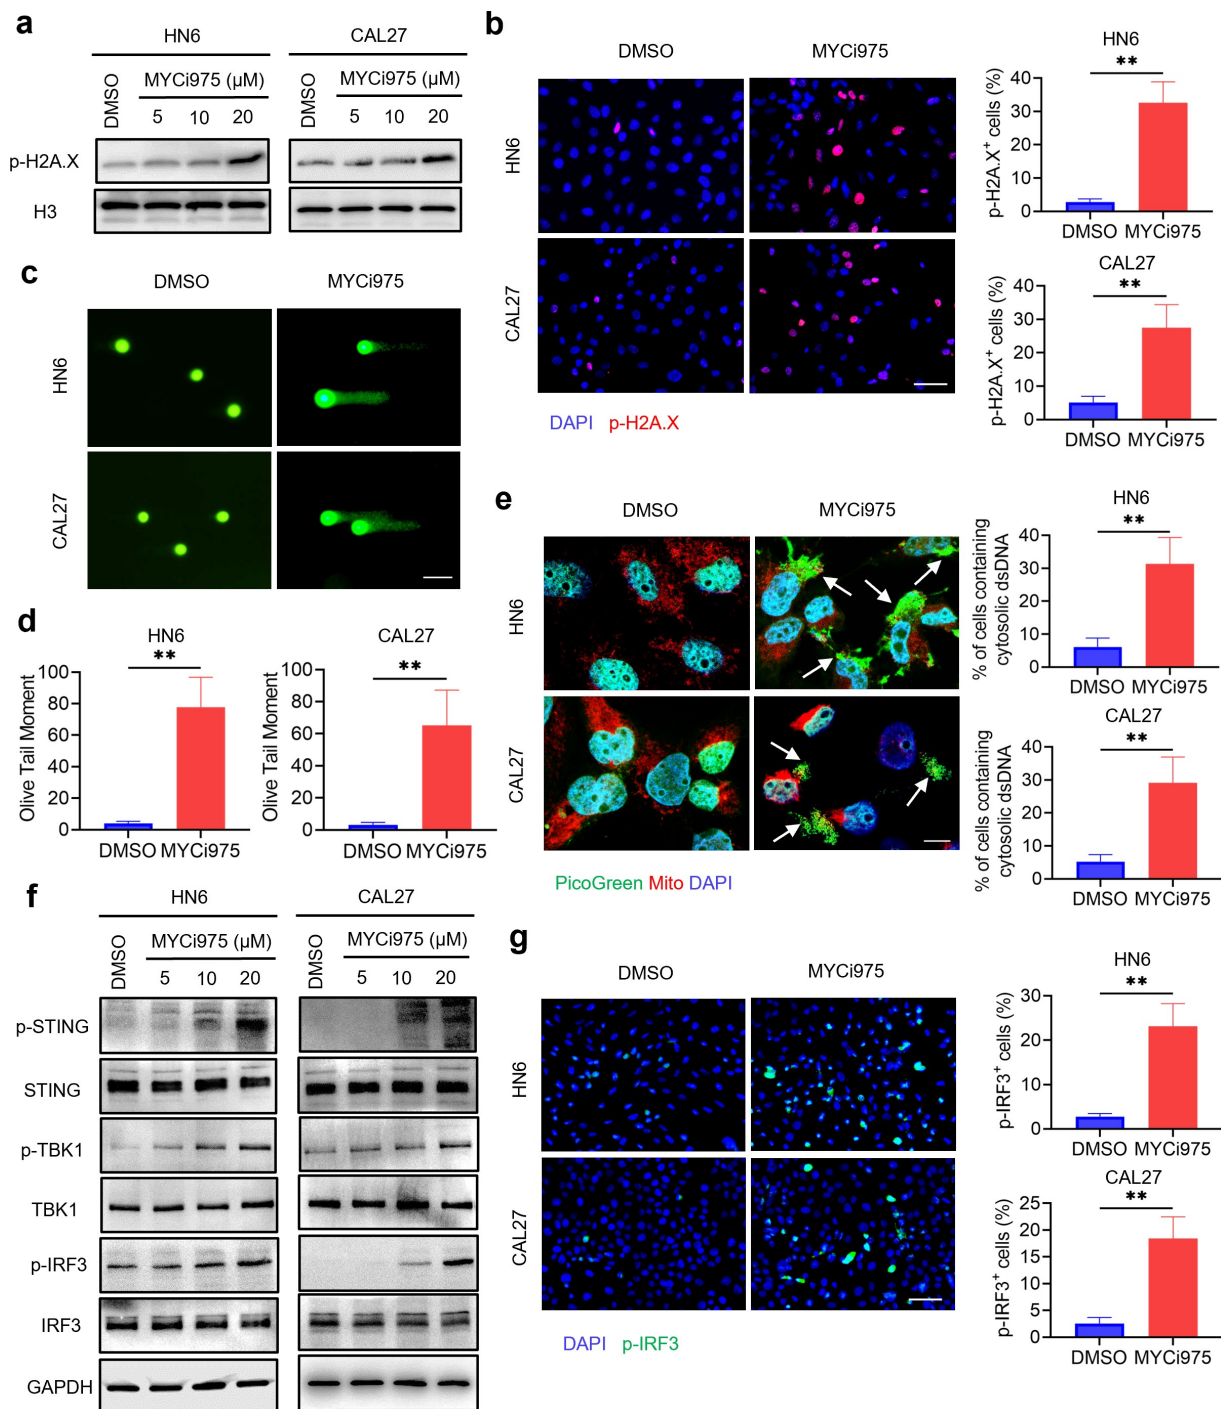 a
HN6
CAL27
DMSO
MYCi975 (μM)
5 10 20
DMSO
MYCi975 (μM)
5 10 20
p-H2A.X
H3
b
DMSO
MYCi975
HN6
CAL27
DAPI p-H2A.X
HN6
**
p-H2A.X+ cells (%)
40
30
20
10
0
DMSO MYCi975
CAL27
**
p-H2A.X+ cells (%)
40
30
20
10
0
DMSO MYCi975
c
DMSO
MYCi975
HN6
CAL27
d
HN6
**
Olive Tail Moment
100
80
60
40
20
0
DMSO MYCi975
CAL27
**
Olive Tail Moment
100
80
60
40
20
0
DMSO MYCi975
e
DMSO
MYCi975
HN6
CAL27
PicoGreen Mito DAPI
HN6
**
% of cells containing
cytosolic dsDNA
40
30
20
10
0
DMSO MYCi975
CAL27
**
% of cells containing
cytosolic dsDNA
40
30
20
10
0
DMSO MYCi975
f
HN6
CAL27
DMSO
MYCi975 (μM)
5 10 20
DMSO
MYCi975 (μM)
5 10 20
p-STING
STING
p-TBK1
TBK1
p-IRF3
IRF3
GAPDH
g
DMSO
MYCi975
HN6
CAL27
DAPI p-IRF3
HN6
**
p-IRF3+ cells (%)
30
20
10
0
DMSO MYCi975
CAL27
**
p-IRF3+ cells (%)
25
20
15
10
5
0
DMSO MYCi975